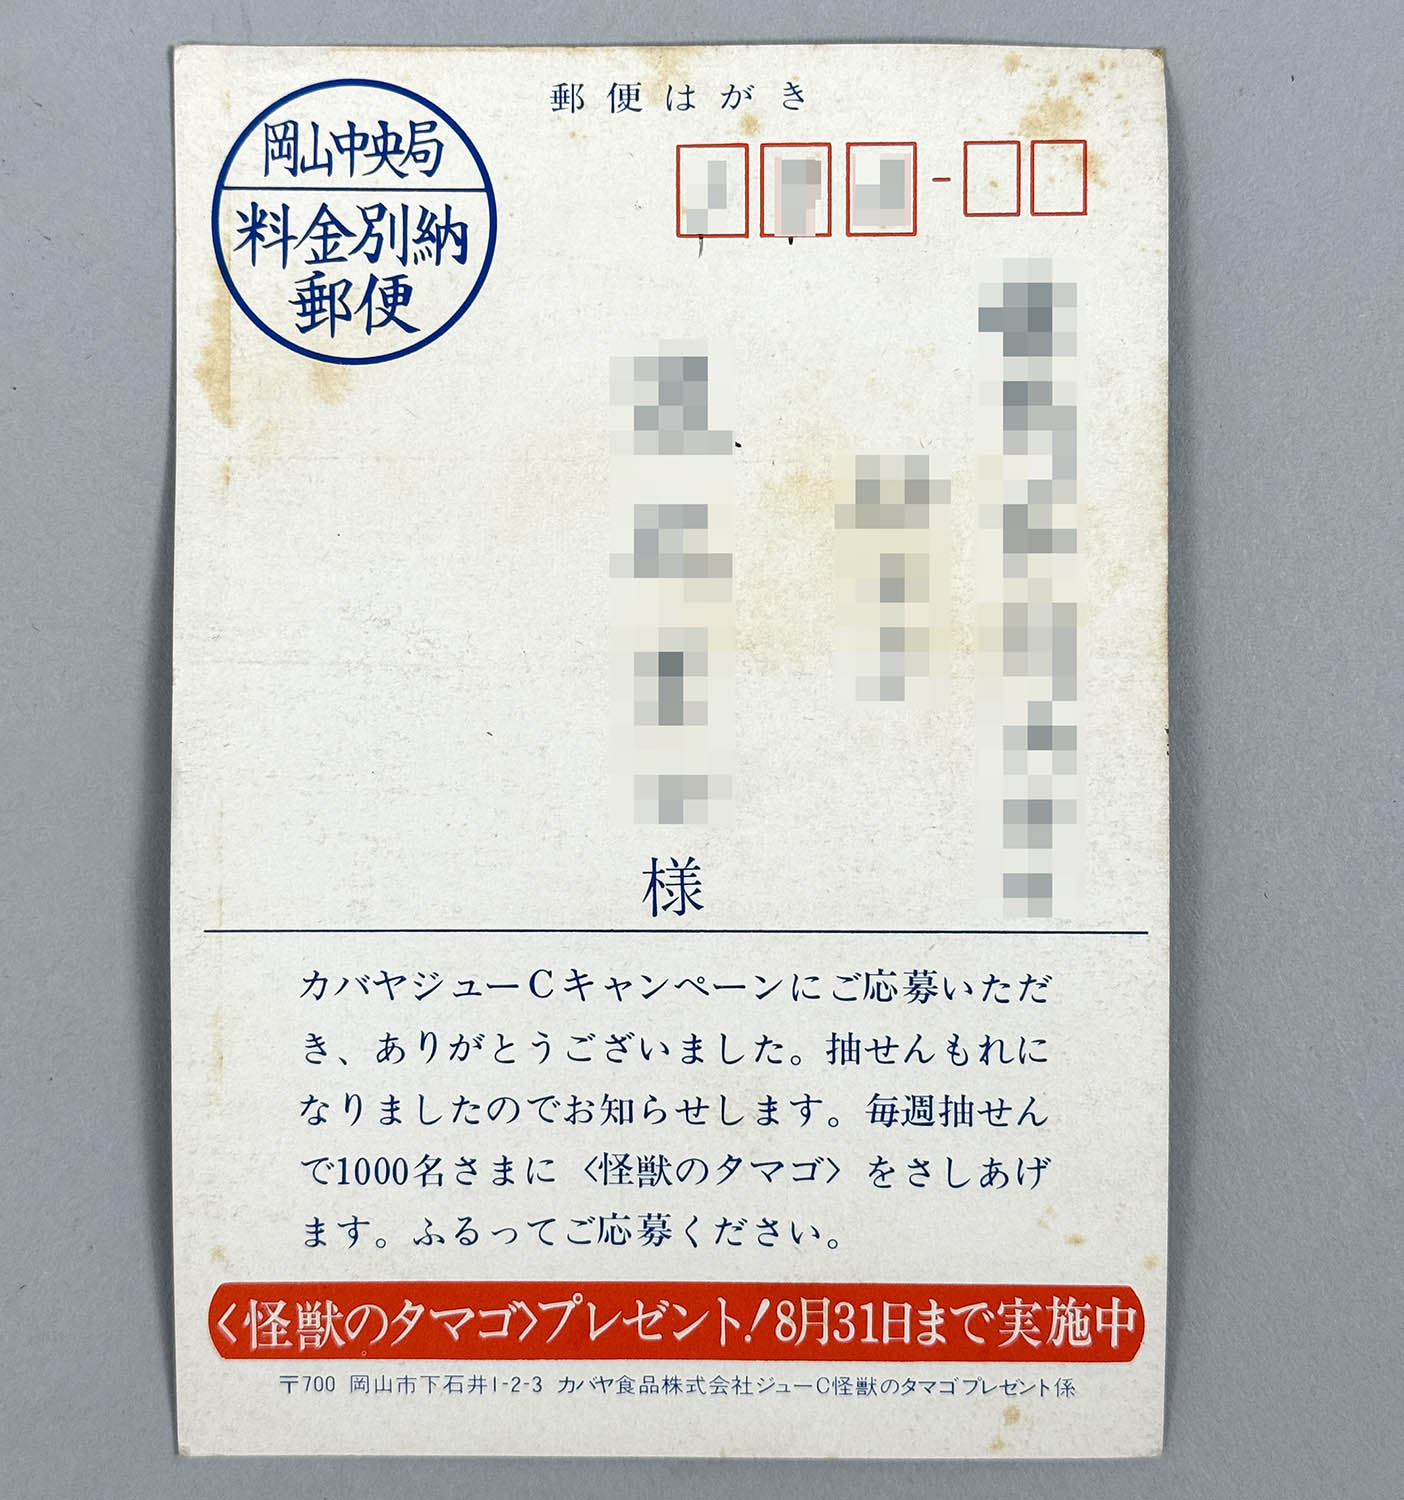 郵便はがき
岡山中央局
料金別納
郵便
様
カバヤジューCキャンペーンにご応募いただ
き、ありがとうございました。抽せんもれに
なりましたのでお知らせします。毎週抽せん
で1000名さまに〈怪獣のタマゴ〉をさしあげ
ます。ふるってご応募ください。
〈怪獣のタマゴ〉プレゼント!8月31日まで実施中
〒700 岡山市下石井1-2-3 カバヤ食品株式会社ジューC怪獣のタマゴプレゼント係